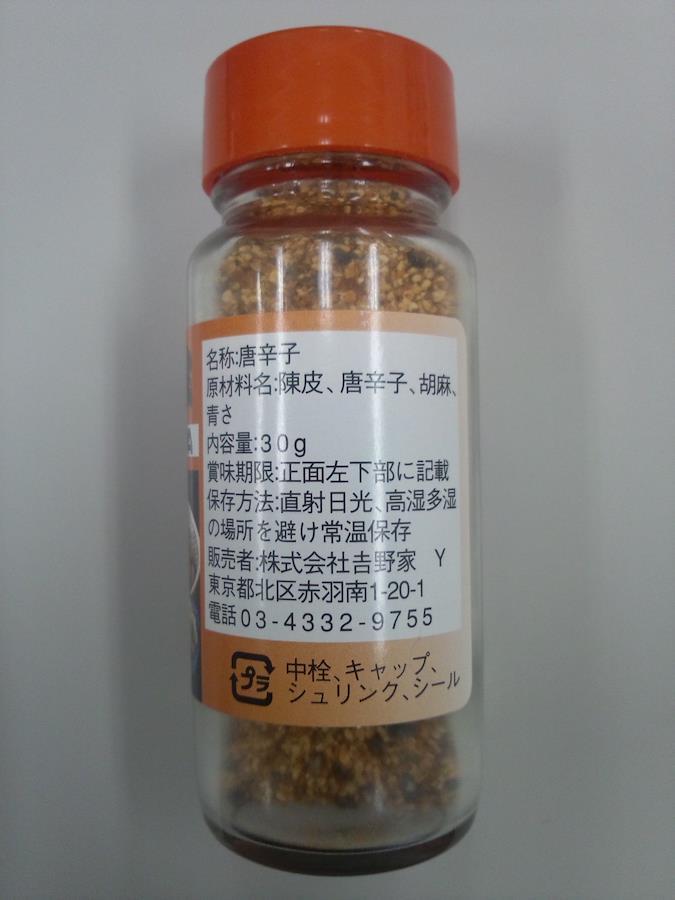 名称:唐辛子
原材料名:陳皮、唐辛子、胡麻、
青さ
内容量:30g
賞味期限:正面左下部に記載
保存方法:直射日光、高湿多湿
の場所を避け常温保存
販売者:株式会社𠮷野家 Y
東京都北区赤羽南1-20-1
電話03-4332-9755
プラ
中栓、キャップ、
シュリンク、シール